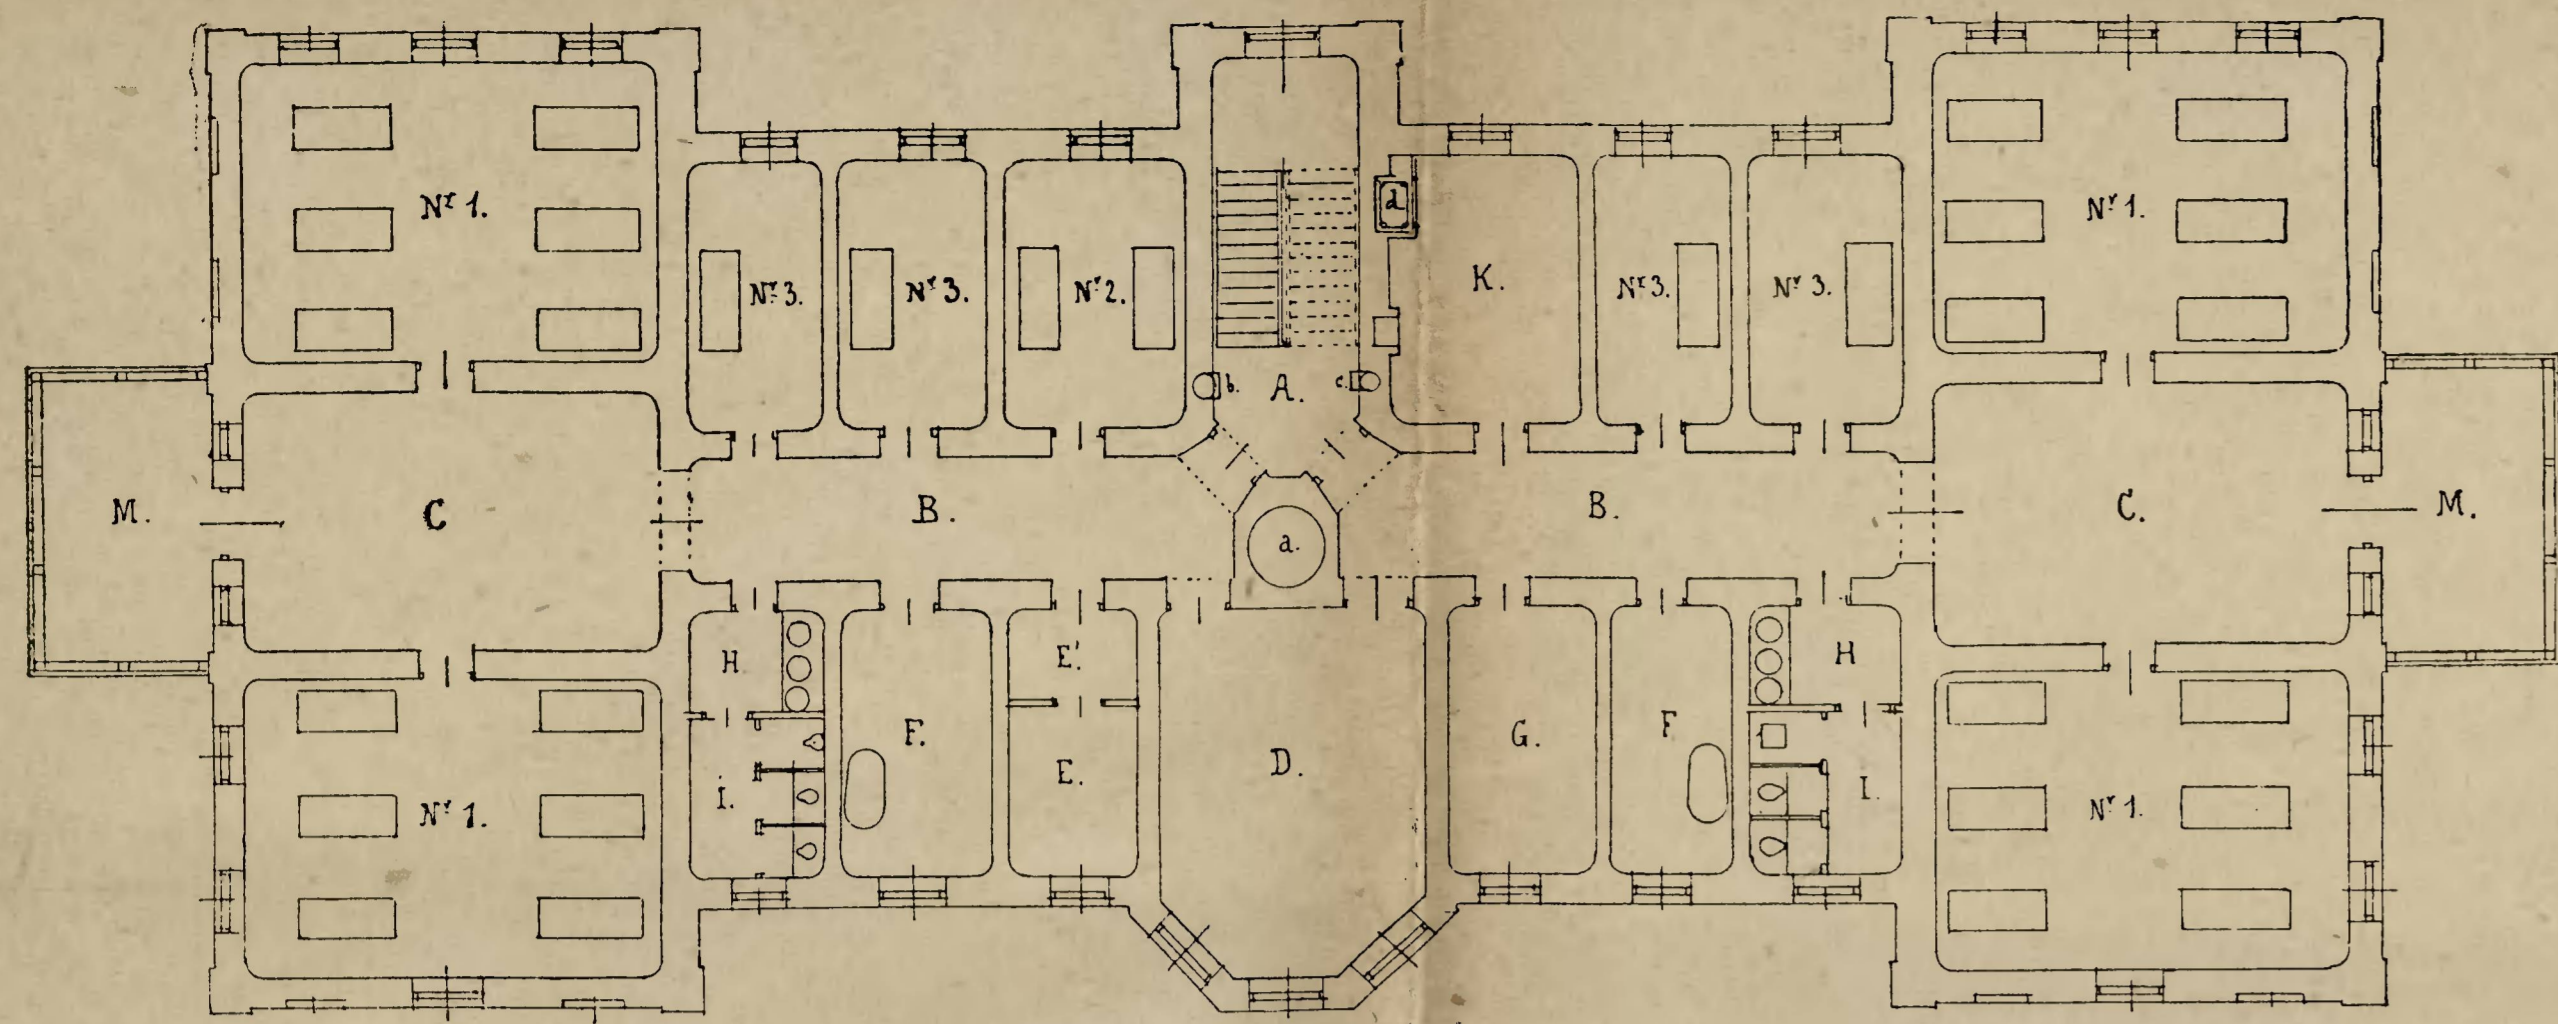 Nr. 1.
Nr. 1.
d
K.
Nr. 3.
Nr. 3.
Nr. 2.
Nr. 3.
Nr. 3.
b.
A.
c.
M.
C
B.
a.
B.
C.
M.
H.
E'.
H
F.
E.
D.
G.
F
I.
I.
Nr. 1.
Nr. 1.